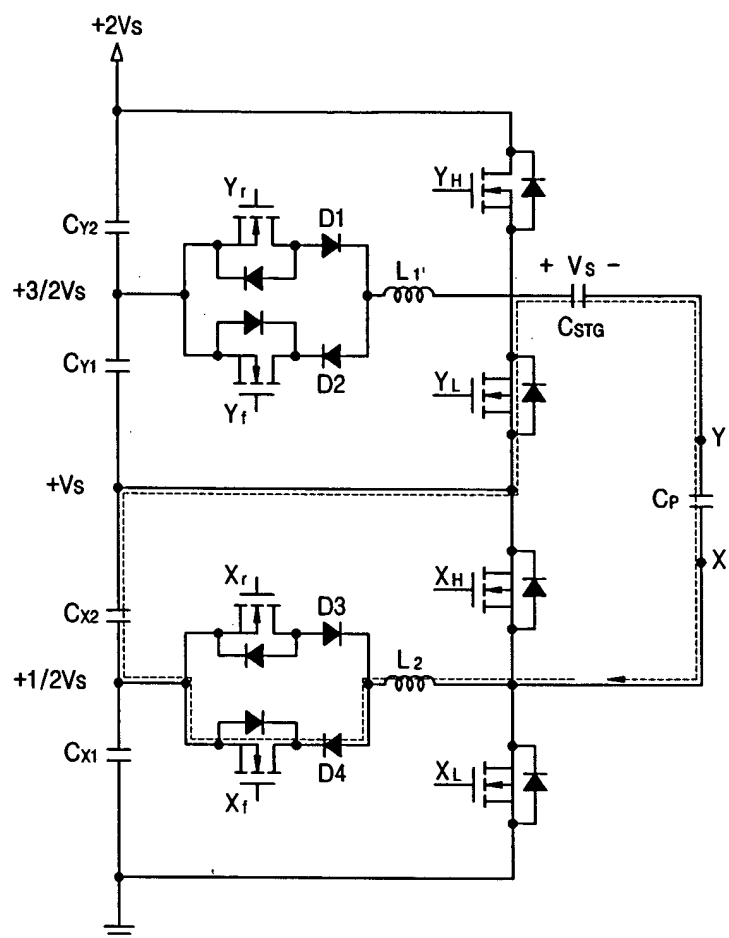 +2Vs
YH
Yr
D1
CY2
L1'
+ Vs -
+3/2Vs
CSTG
CY1
D2
YL
Yf
Y
+Vs
CP
X
Xr
XH
D3
CX2
L2
+1/2Vs
CX1
D4
XL
Xf